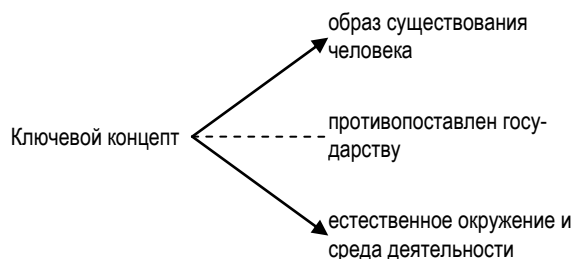 образ существования
человека
Ключевой концепт
противопоставлен госу-
дарству
естественное окружение и
среда деятельности